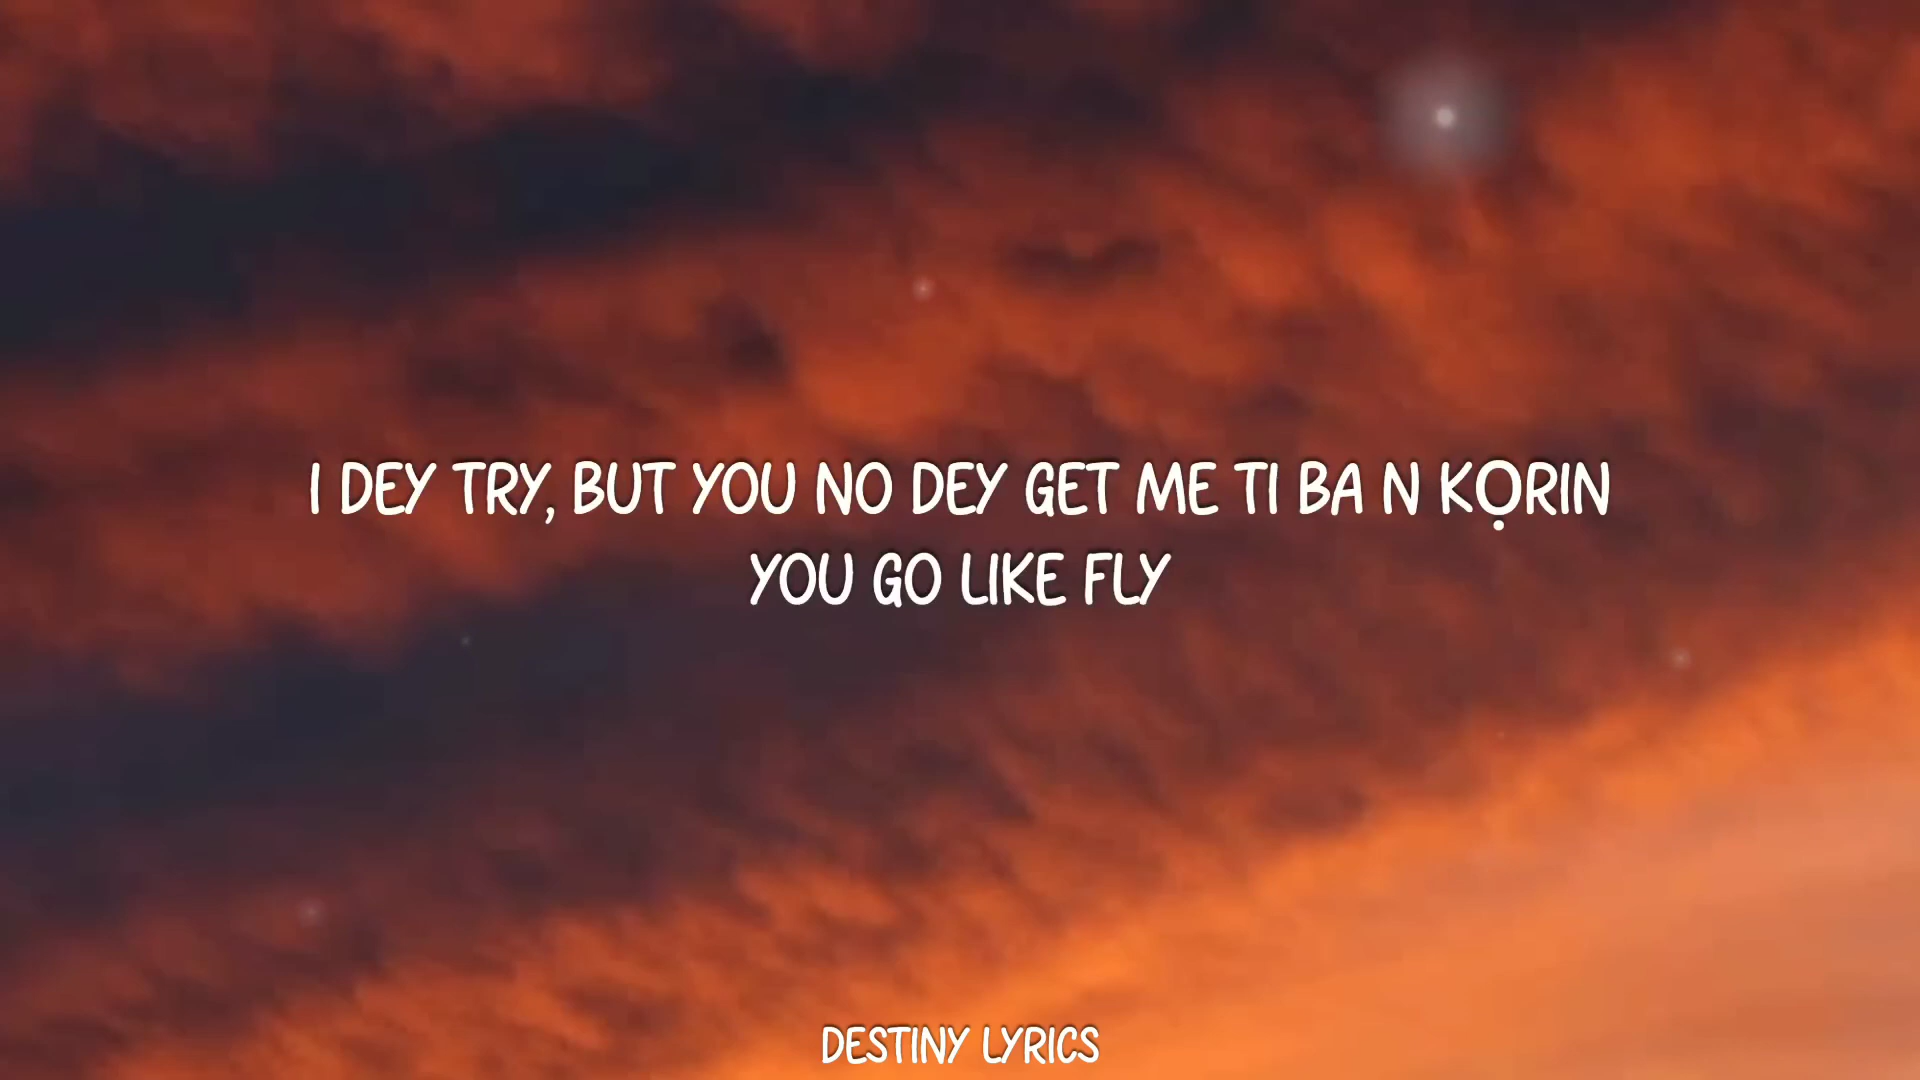 I DEY TRY, BUT YOU NO DEY GET ME TI BA N KỌRIN
YOU GO LIKE FLY
DESTINY LYRICS